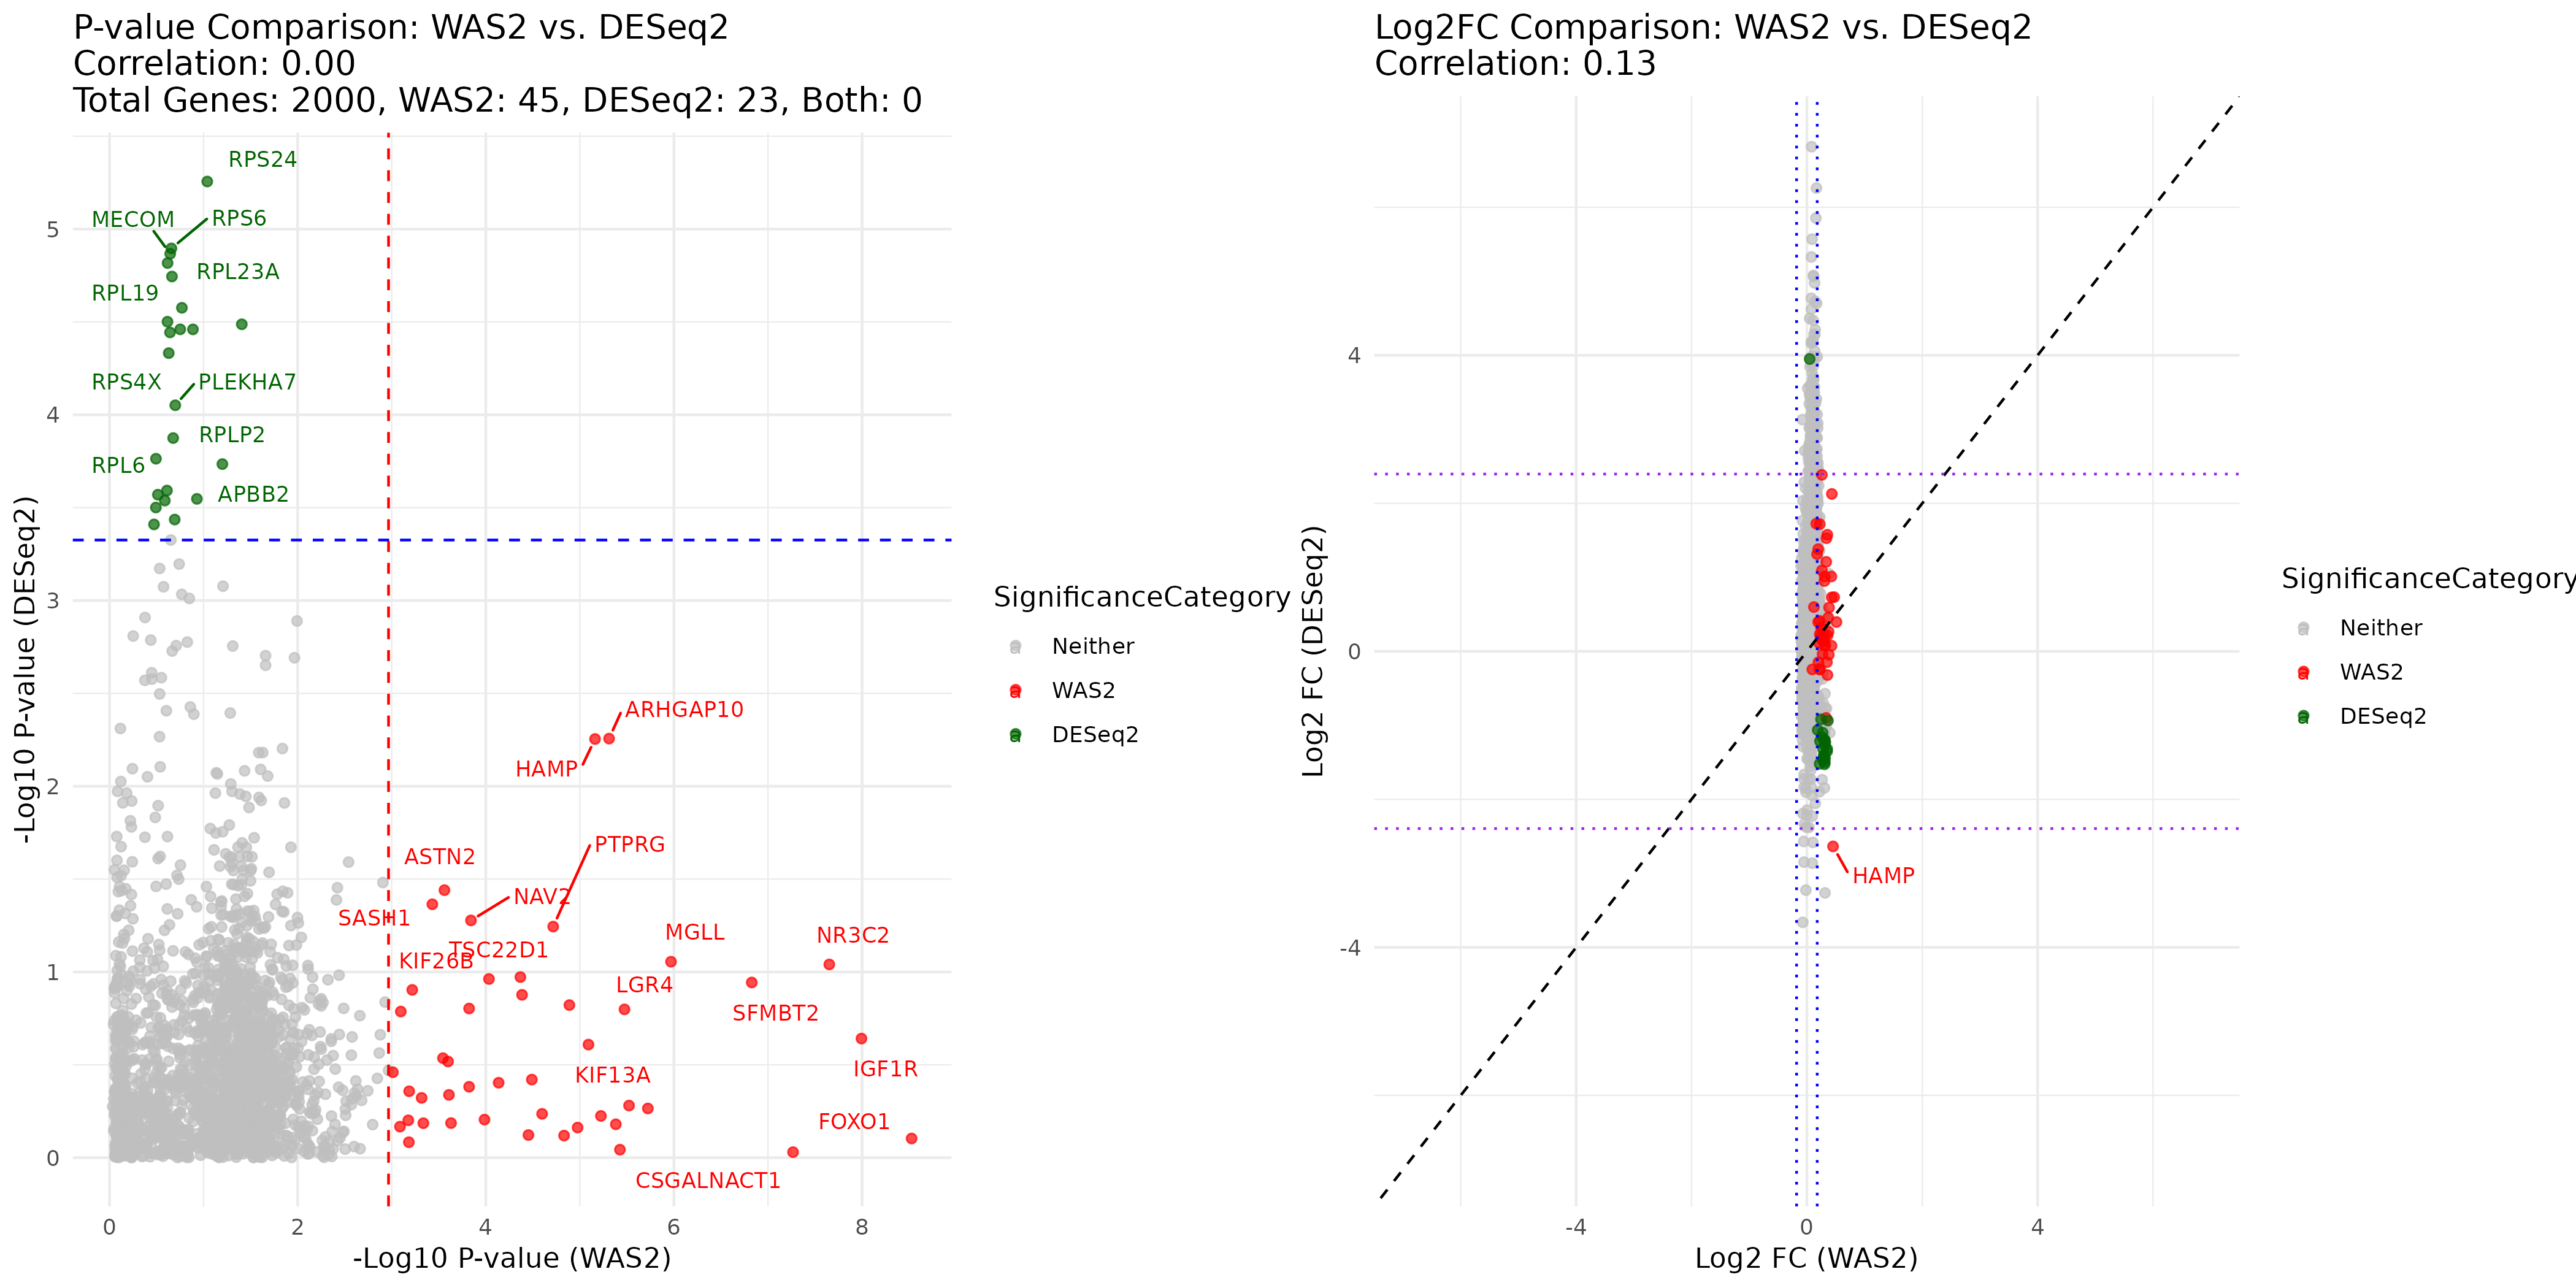 P-value Comparison: WAS2 vs. DESeq2
Correlation: 0.00
Total Genes: 2000, WAS2: 45, DESeq2: 23, Both: 0
RPS24
MECOM
RPS6
RPL23A
RPL19
RPS4X
PLEKHA7
RPLP2
RPL6
APBB2
ARHGAP10
HAMP
PTPRG
ASTN2
NAV2
SASH1
TSC22D1
KIF26B
MGLL
NR3C2
LGR4
SFMBT2
IGF1R
KIF13A
FOXO1
CSGALNACT1
5
4
3
2
1
0
0
2
4
6
8
-Log10 P-value (DESeq2)
-Log10 P-value (WAS2)
SignificanceCategory
Neither
WAS2
DESeq2
Log2FC Comparison: WAS2 vs. DESeq2
Correlation: 0.13
4
0
-4
-4
0
4
HAMP
Log2 FC (DESeq2)
Log2 FC (WAS2)
SignificanceCategory
Neither
WAS2
DESeq2